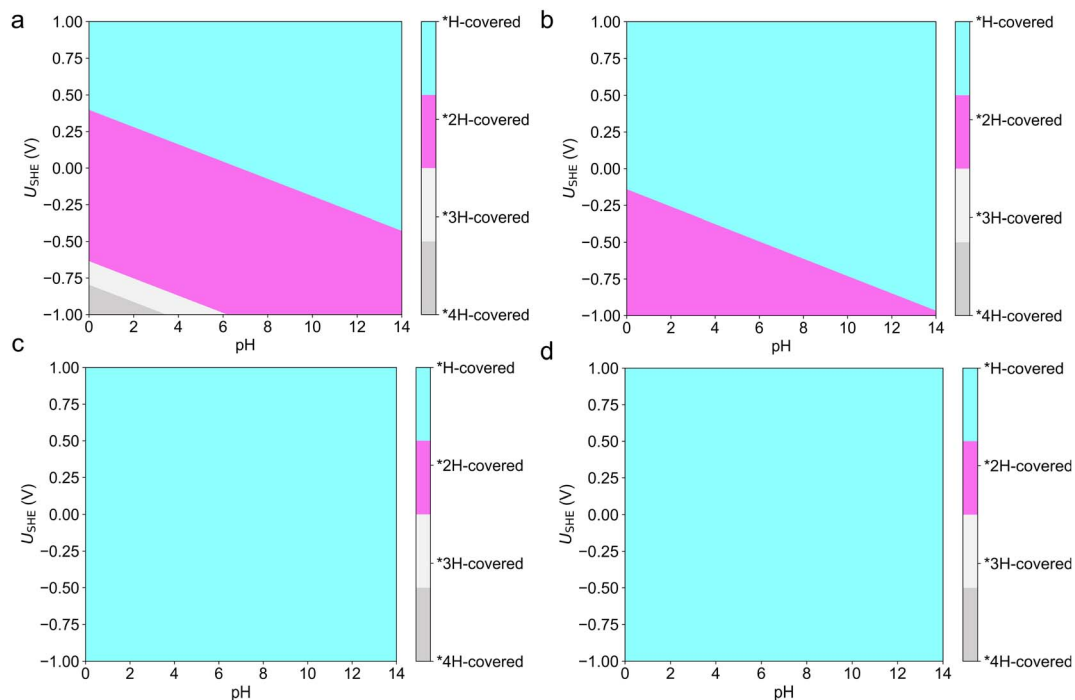 a
1.00
0.75
0.50
0.25
0.00
−0.25
−0.50
−0.75
−1.00
U_SHE (V)
0 2 4 6 8 10 12 14
pH
*H-covered
*2H-covered
*3H-covered
*4H-covered
b
1.00
0.75
0.50
0.25
0.00
−0.25
−0.50
−0.75
−1.00
U_SHE (V)
0 2 4 6 8 10 12 14
pH
*H-covered
*2H-covered
*3H-covered
*4H-covered
c
1.00
0.75
0.50
0.25
0.00
−0.25
−0.50
−0.75
−1.00
U_SHE (V)
0 2 4 6 8 10 12 14
pH
*H-covered
*2H-covered
*3H-covered
*4H-covered
d
1.00
0.75
0.50
0.25
0.00
−0.25
−0.50
−0.75
−1.00
U_SHE (V)
0 2 4 6 8 10 12 14
pH
*H-covered
*2H-covered
*3H-covered
*4H-covered